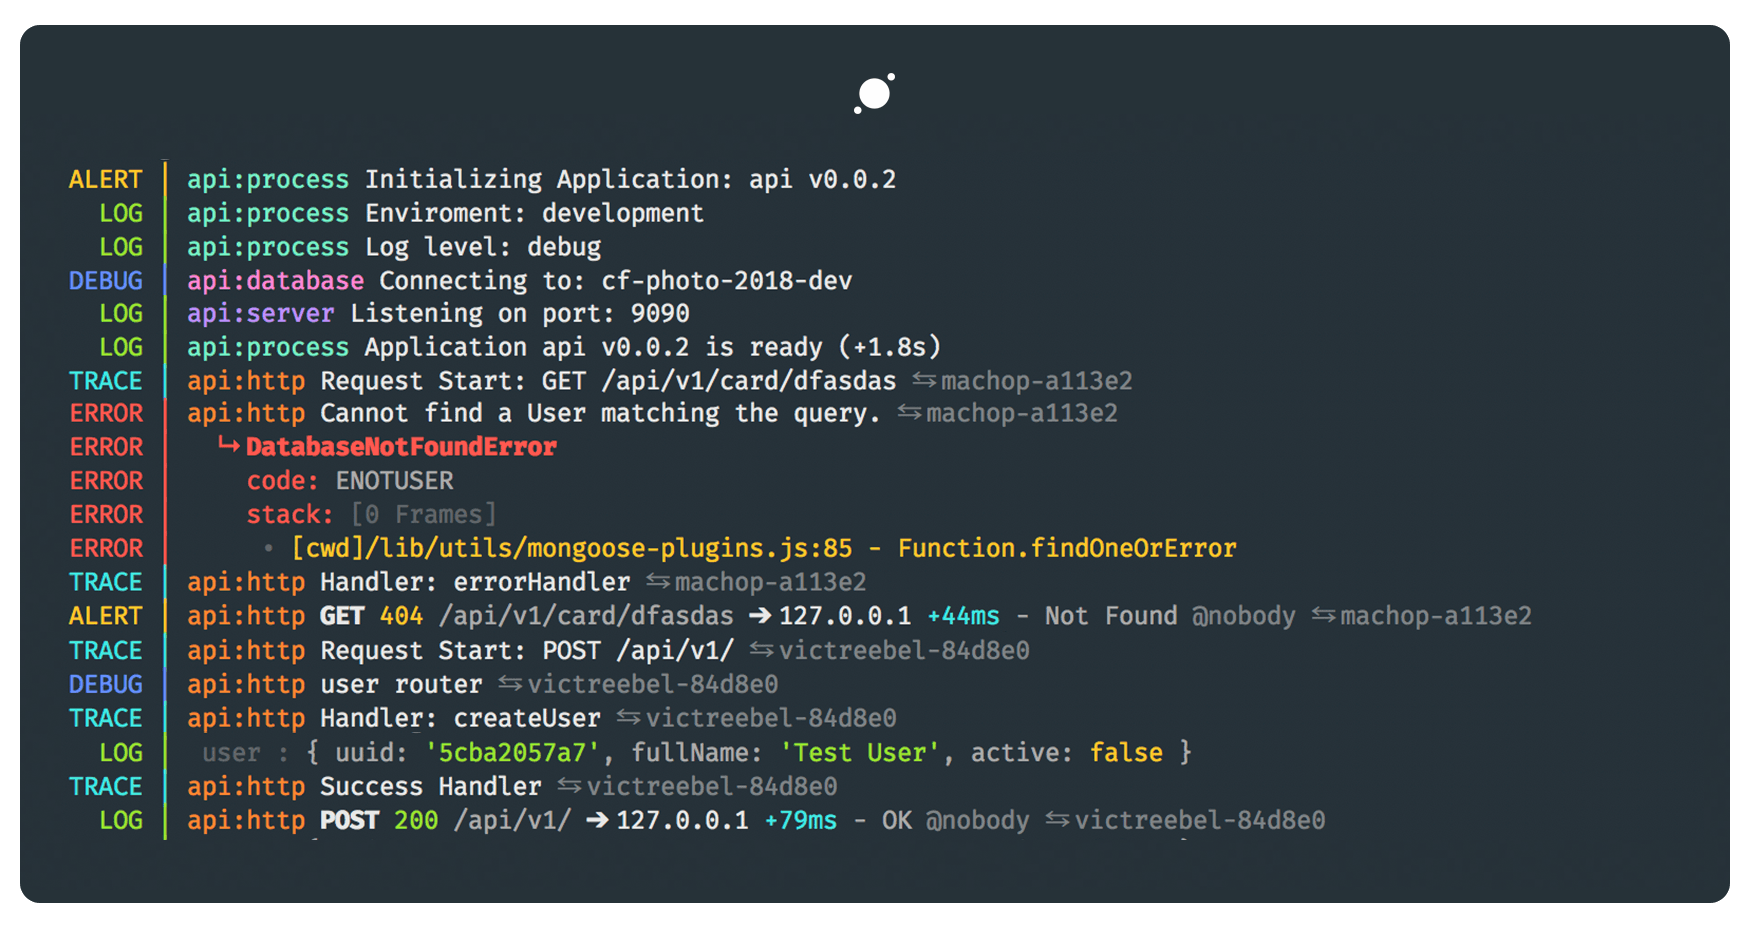 ALERT | api:process Initializing Application: api v0.0.2
LOG | api:process Enviroment: development
LOG | api:process Log level: debug
DEBUG | api:database Connecting to: cf-photo-2018-dev
LOG | api:server Listening on port: 9090
LOG | api:process Application api v0.0.2 is ready (+1.8s)
TRACE | api:http Request Start: GET /api/v1/card/dfasdas ⇆machop-a113e2
ERROR | api:http Cannot find a User matching the query. ⇆machop-a113e2
ERROR | ↳DatabaseNotFoundError
ERROR | code: ENOTUSER
ERROR | stack: [0 Frames]
ERROR | • [cwd]/lib/utils/mongoose-plugins.js:85 - Function.findOneOrError
TRACE | api:http Handler: errorHandler ⇆machop-a113e2
ALERT | api:http GET 404 /api/v1/card/dfasdas ➔127.0.0.1 +44ms - Not Found @nobody ⇆machop-a113e2
TRACE | api:http Request Start: POST /api/v1/ ⇆victreebel-84d8e0
DEBUG | api:http user router ⇆victreebel-84d8e0
TRACE | api:http Handler: createUser ⇆victreebel-84d8e0
LOG | user : { uuid: '5cba2057a7', fullName: 'Test User', active: false }
TRACE | api:http Success Handler ⇆victreebel-84d8e0
LOG | api:http POST 200 /api/v1/ ➔127.0.0.1 +79ms - OK @nobody ⇆victreebel-84d8e0